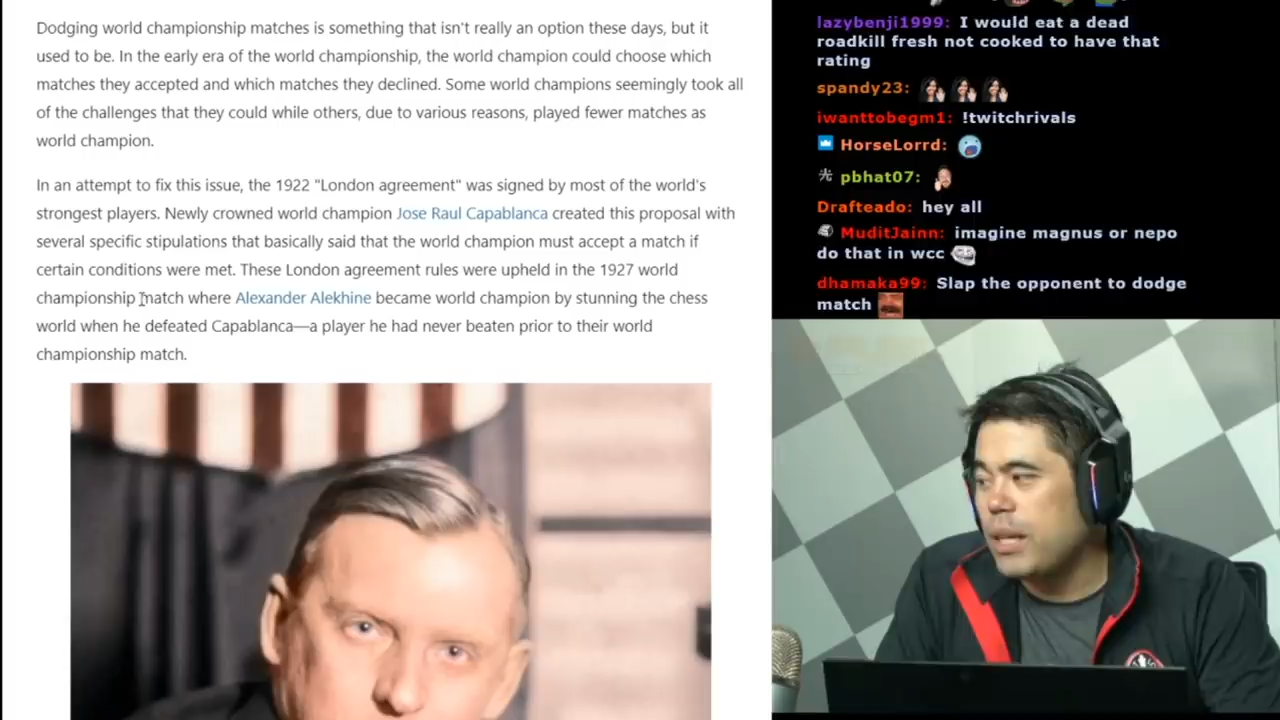 Dodging world championship matches is something that isn't really an option these days, but it
used to be. In the early era of the world championship, the world champion could choose which
matches they accepted and which matches they declined. Some world champions seemingly took all
of the challenges that they could while others, due to various reasons, played fewer matches as
world champion.
In an attempt to fix this issue, the 1922 "London agreement" was signed by most of the world's
strongest players. Newly crowned world champion Jose Raul Capablanca created this proposal with
several specific stipulations that basically said that the world champion must accept a match if
certain conditions were met. These London agreement rules were upheld in the 1927 world
championship match where Alexander Alekhine became world champion by stunning the chess
world when he defeated Capablanca—a player he had never beaten prior to their world
championship match.
lazybenji1999: I would eat a dead
roadkill fresh not cooked to have that
rating
spandy23:
iwanttobegm1: !twitchrivals
HorseLorrd:
光 pbhat07:
Drafteado: hey all
MuditJainn: imagine magnus or nepo
do that in wcc
dhamaka99: Slap the opponent to dodge
match